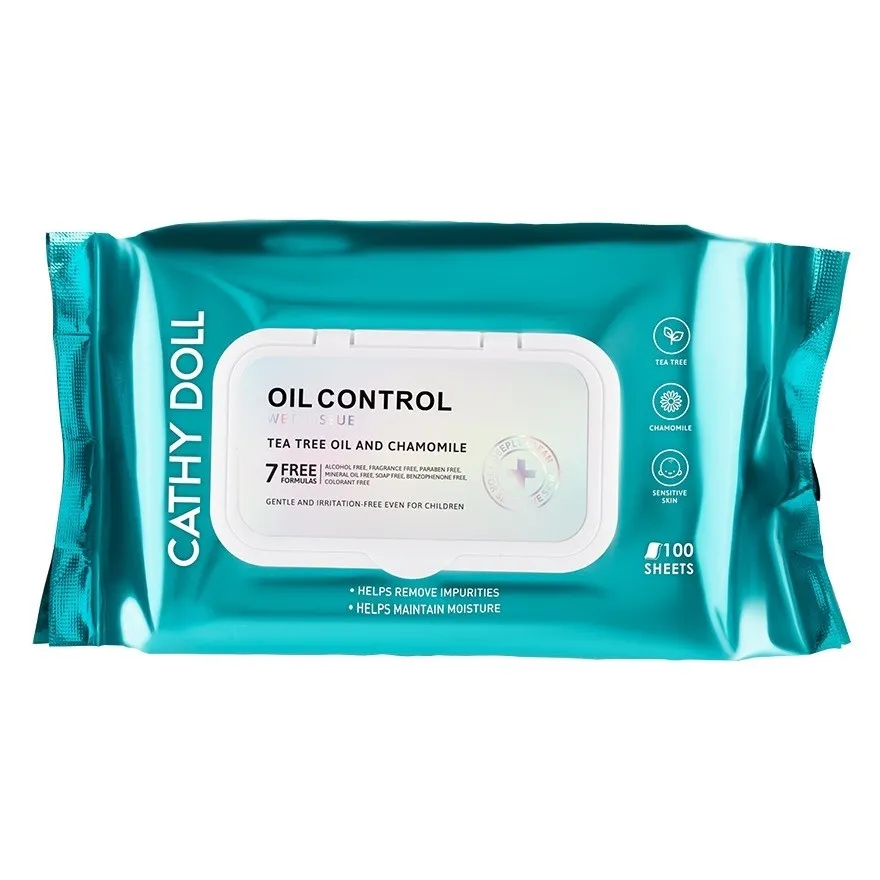 CATHY DOLL
OIL CONTROL
WET TISSUE
TEA TREE OIL AND CHAMOMILE
7 FREE
FORMULAS
ALCOHOL FREE, FRAGRANCE FREE, PARABEN FREE,
MINERAL OIL FREE, SOAP FREE, BENZOPHENONE FREE,
COLORANT FREE
GENTLE AND IRRITATION-FREE EVEN FOR CHILDREN
• HELPS REMOVE IMPURITIES
• HELPS MAINTAIN MOISTURE
TEA TREE
CHAMOMILE
SENSITIVE
SKIN
100
SHEETS